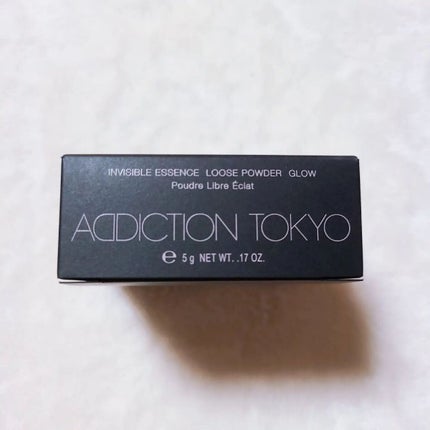 INVISIBLE ESSENCE LOOSE POWDER GLOW
Poudre Libre Éclat
ADDICTION TOKYO
℮ 5 g NET WT. .17 OZ.